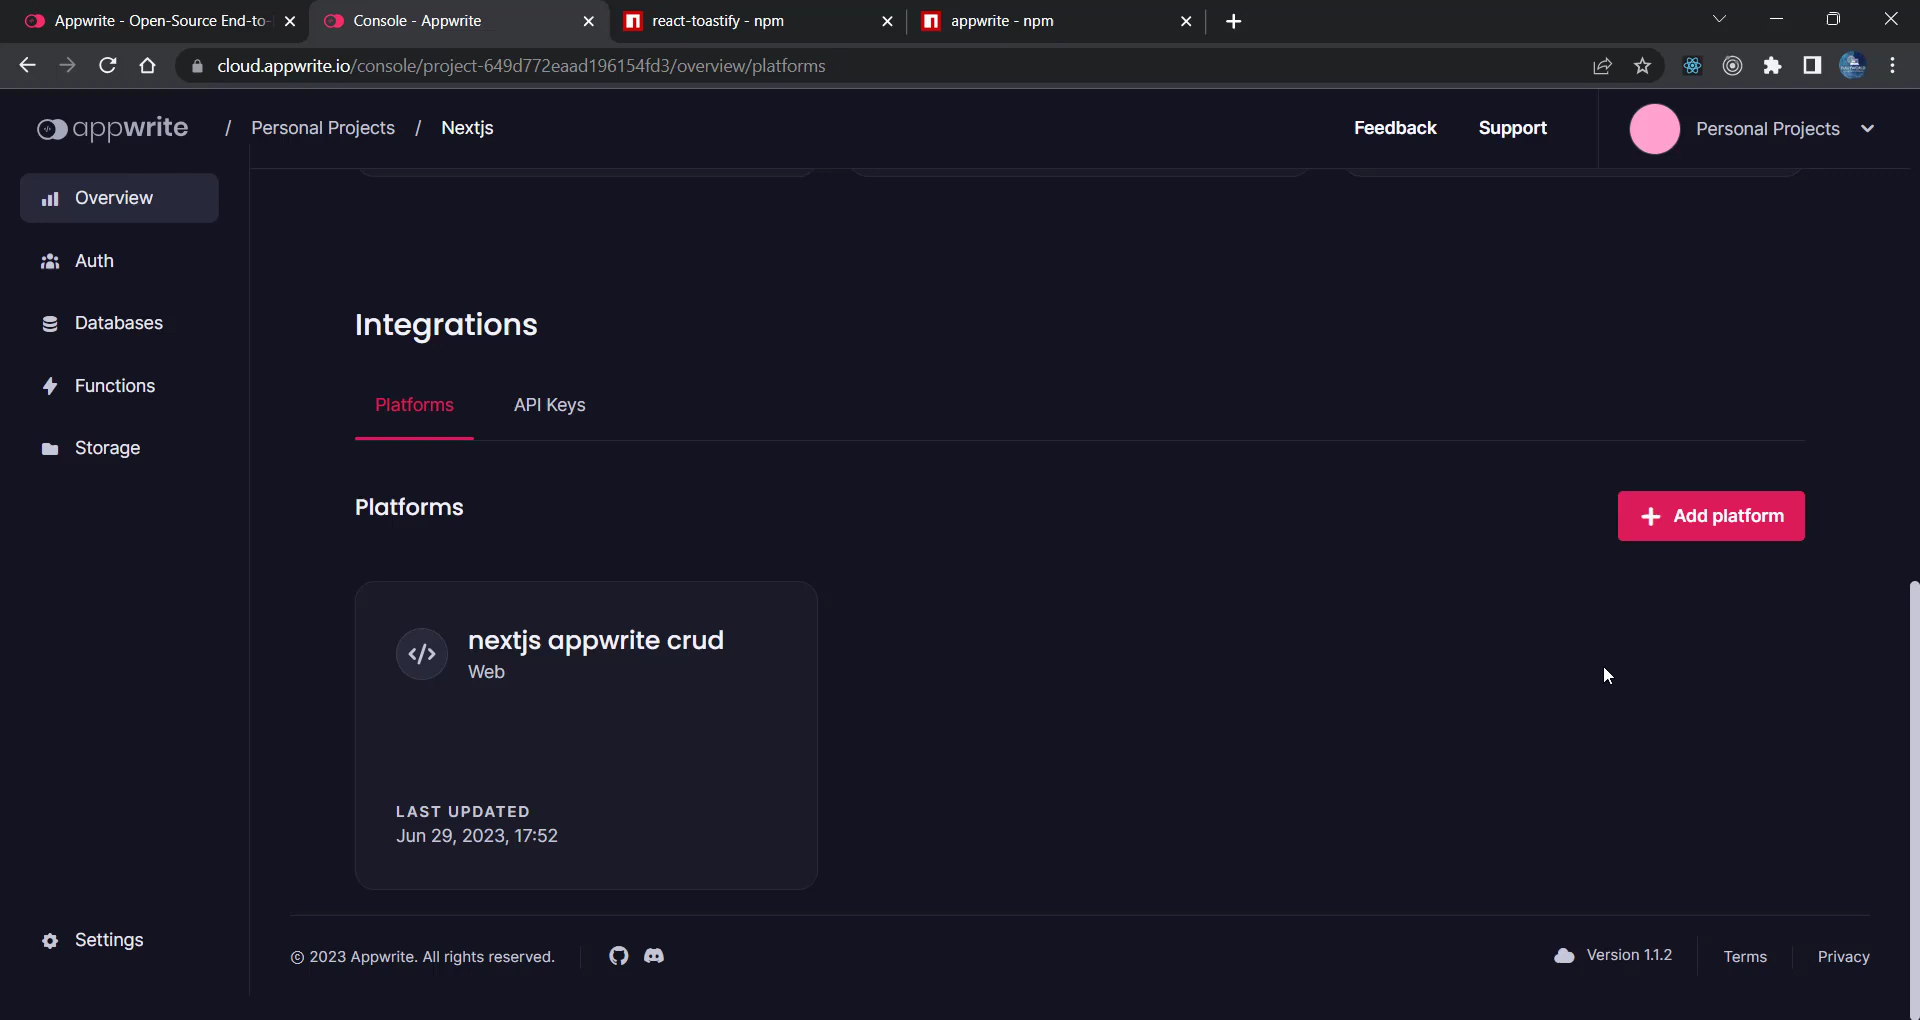 Appwrite - Open-Source End-to-
Console - Appwrite
react-toastify - npm
appwrite - npm
cloud.appwrite.io/console/project-649d772eaad196154fd3/overview/platforms
appwrite / Personal Projects / Nextjs
Feedback
Support
Personal Projects
Overview
Auth
Databases
Functions
Storage
Settings
Integrations
Platforms
API Keys
Platforms
+ Add platform
</> nextjs appwrite crud
Web
LAST UPDATED
Jun 29, 2023, 17:52
© 2023 Appwrite. All rights reserved.
Version 1.1.2
Terms
Privacy